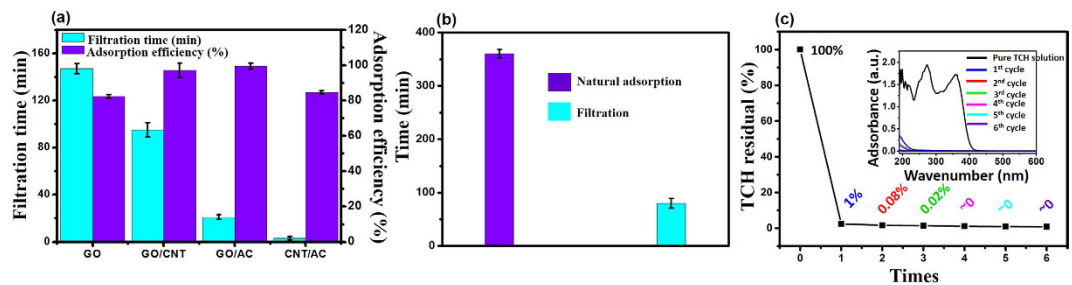 (a)
Filtration time (min)
Adsorption efficiency (%)
Filtration time (min)
160
120
80
40
0
GO
GO/CNT
GO/AC
CNT/AC
120
100
80
60
40
20
0
Adsorption efficiency (%)
(b)
Time (min)
400
300
200
100
0
Natural adsorption
Filtration
(c)
TCH residual (%)
100
80
60
40
20
0
100%
1%
0.08%
0.02%
~0
~0
~0
0
1
2
3
4
5
6
Times
Adsorbance (a.u.)
2.0
1.5
1.0
0.5
0.0
200
300
400
500
600
Wavenumber (nm)
Pure TCH solution
1st cycle
2nd cycle
3rd cycle
4th cycle
5th cycle
6th cycle